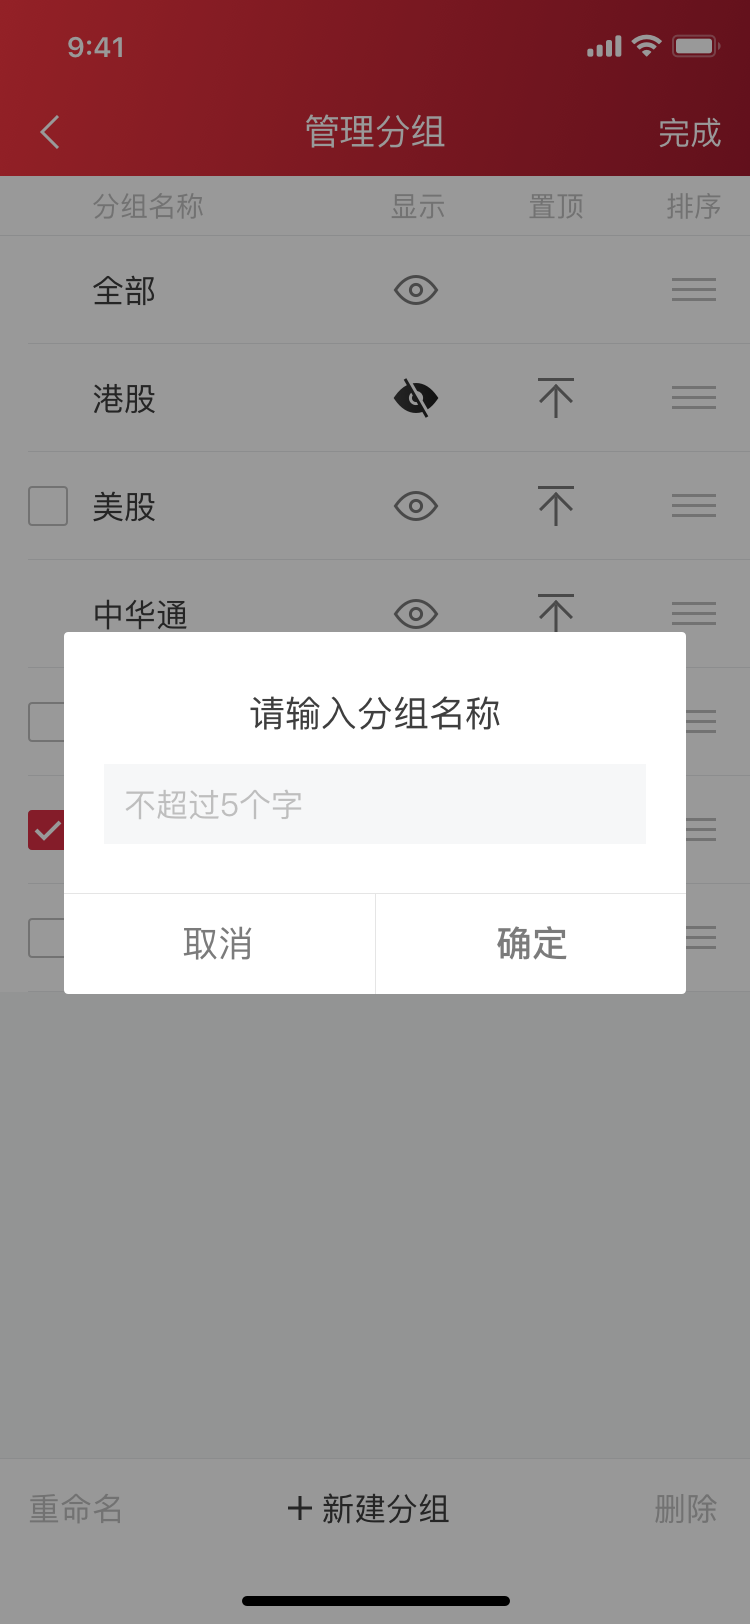 9:41
管理分组
完成
分组名称 显示 置顶 排序
全部
港股
美股
中华通
请输入分组名称
不超过5个字
取消 确定
重命名 新建分组 删除